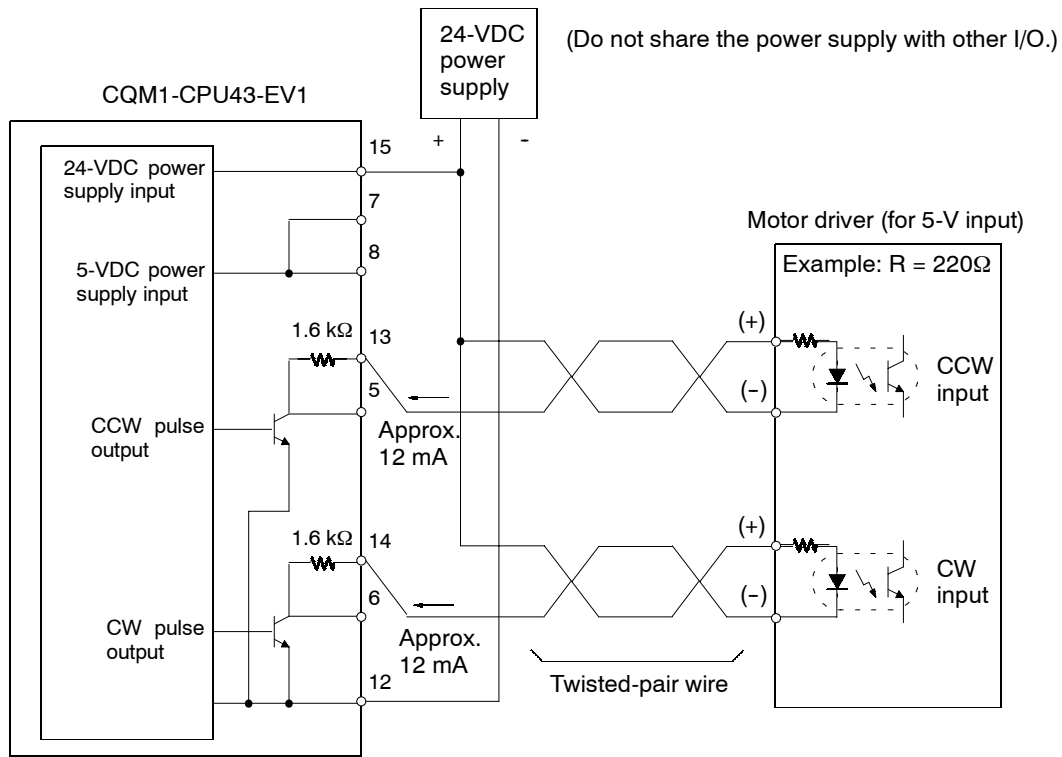 24-VDC
power
supply
(Do not share the power supply with other I/O.)
CQM1-CPU43-EV1
+
-
15
24-VDC power
supply input
7
8
5-VDC power
supply input
Motor driver (for 5-V input)
Example: R = 220Ω
1.6 kΩ
13
5
(+)
(−)
CCW
input
CCW pulse
output
Approx.
12 mA
1.6 kΩ
14
6
(+)
(−)
CW
input
CW pulse
output
Approx.
12 mA
12
Twisted-pair wire